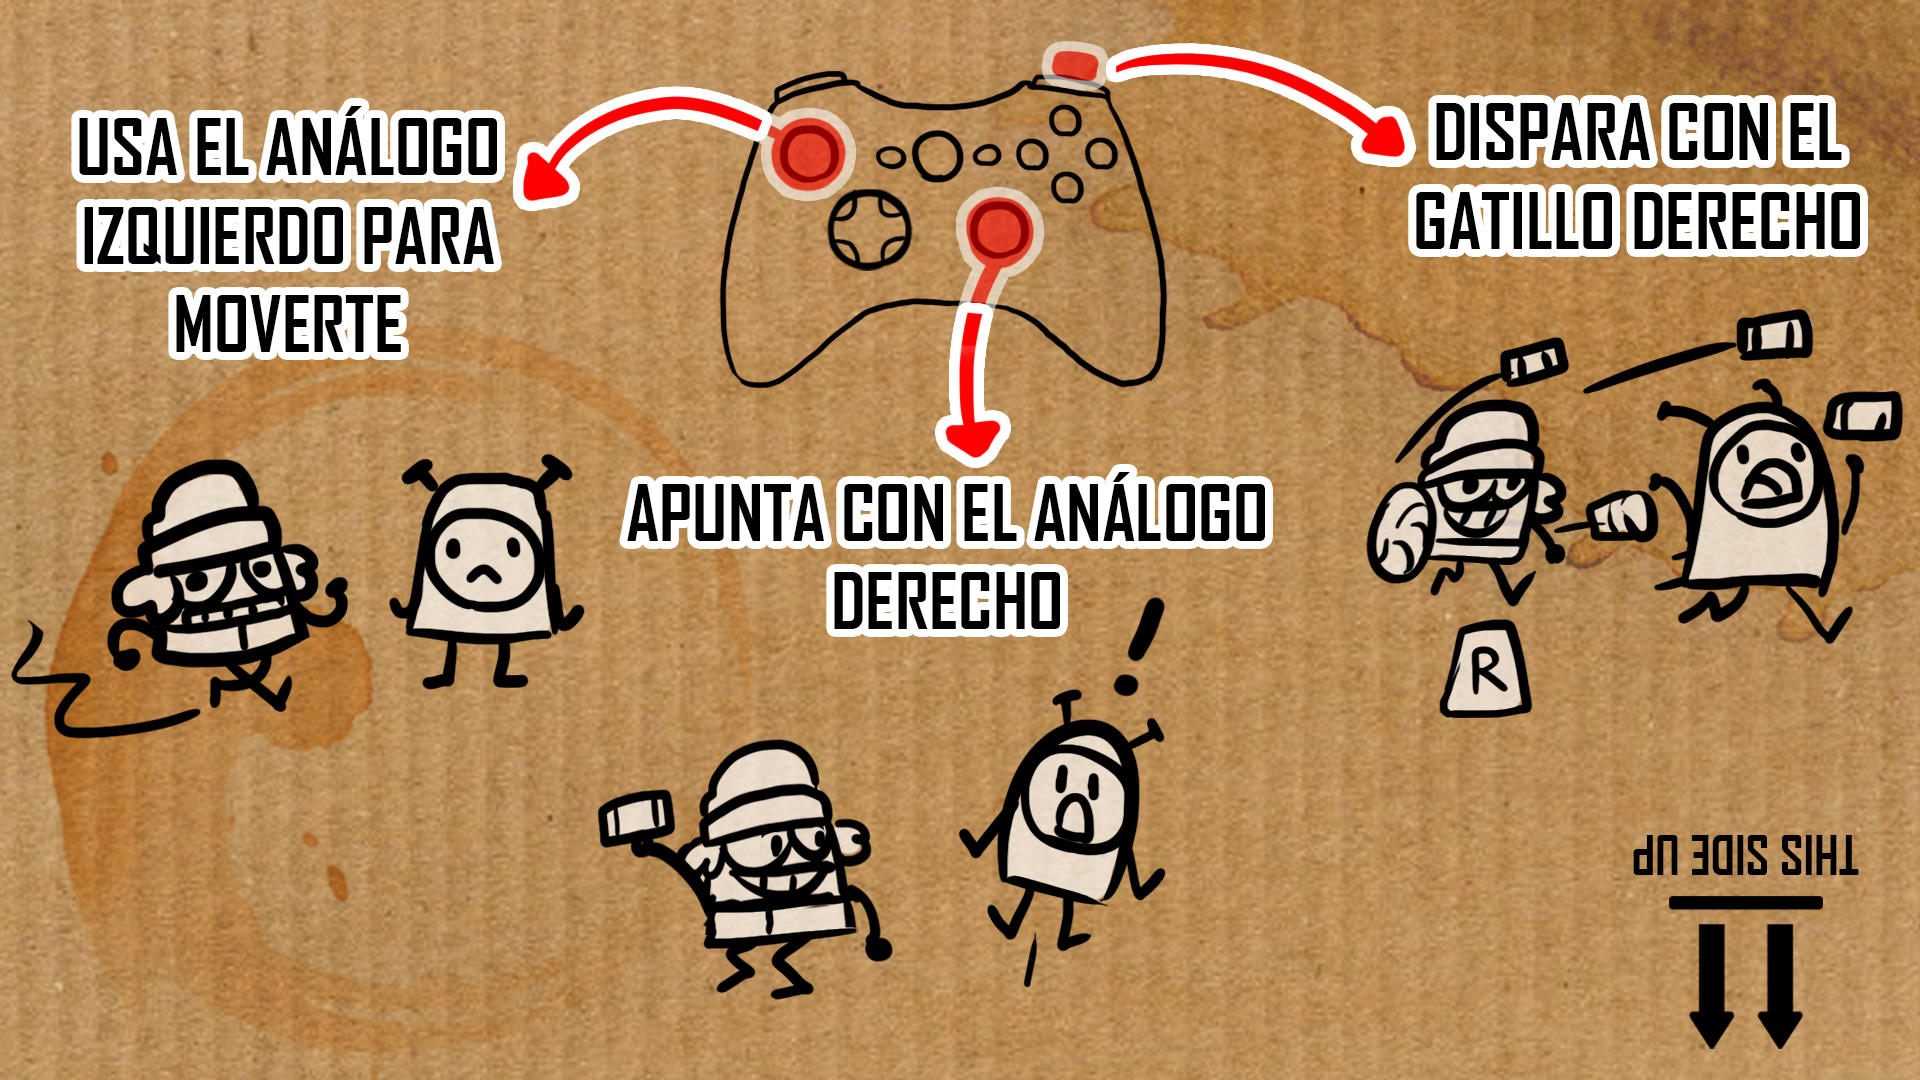 USA EL ANÁLOGO
IZQUIERDO PARA
MOVERTE
DISPARA CON EL
GATILLO DERECHO
APUNTA CON EL ANÁLOGO
DERECHO
R
THIS SIDE UP